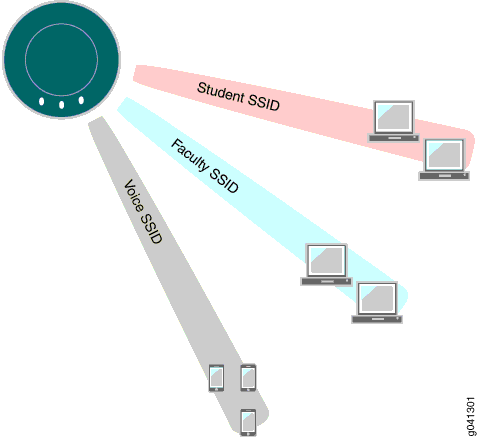 Student SSID
Faculty SSID
Voice SSID
g041301